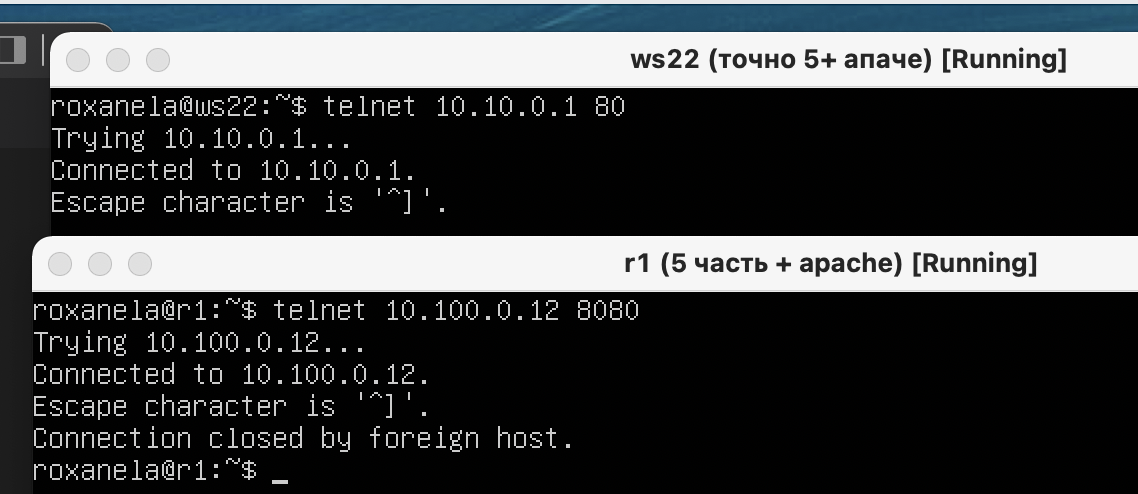 ws22 (точно 5+ апаче) [Running]
roxanela@ws22:~$ telnet 10.10.0.1 80
Trying 10.10.0.1...
Connected to 10.10.0.1.
Escape character is '^]'.
r1 (5 часть + apache) [Running]
roxanela@r1:~$ telnet 10.100.0.12 8080
Trying 10.100.0.12...
Connected to 10.100.0.12.
Escape character is '^]'.
Connection closed by foreign host.
roxanela@r1:~$ _